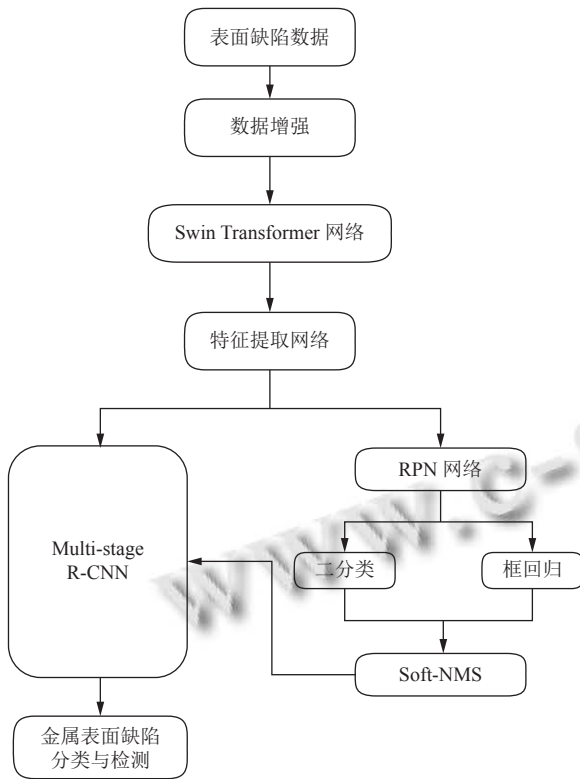 表面缺陷数据
数据增强
Swin Transformer 网络
特征提取网络
RPN 网络
Multi-stage
R-CNN
二分类
框回归
Soft-NMS
金属表面缺陷
分类与检测
www.c-